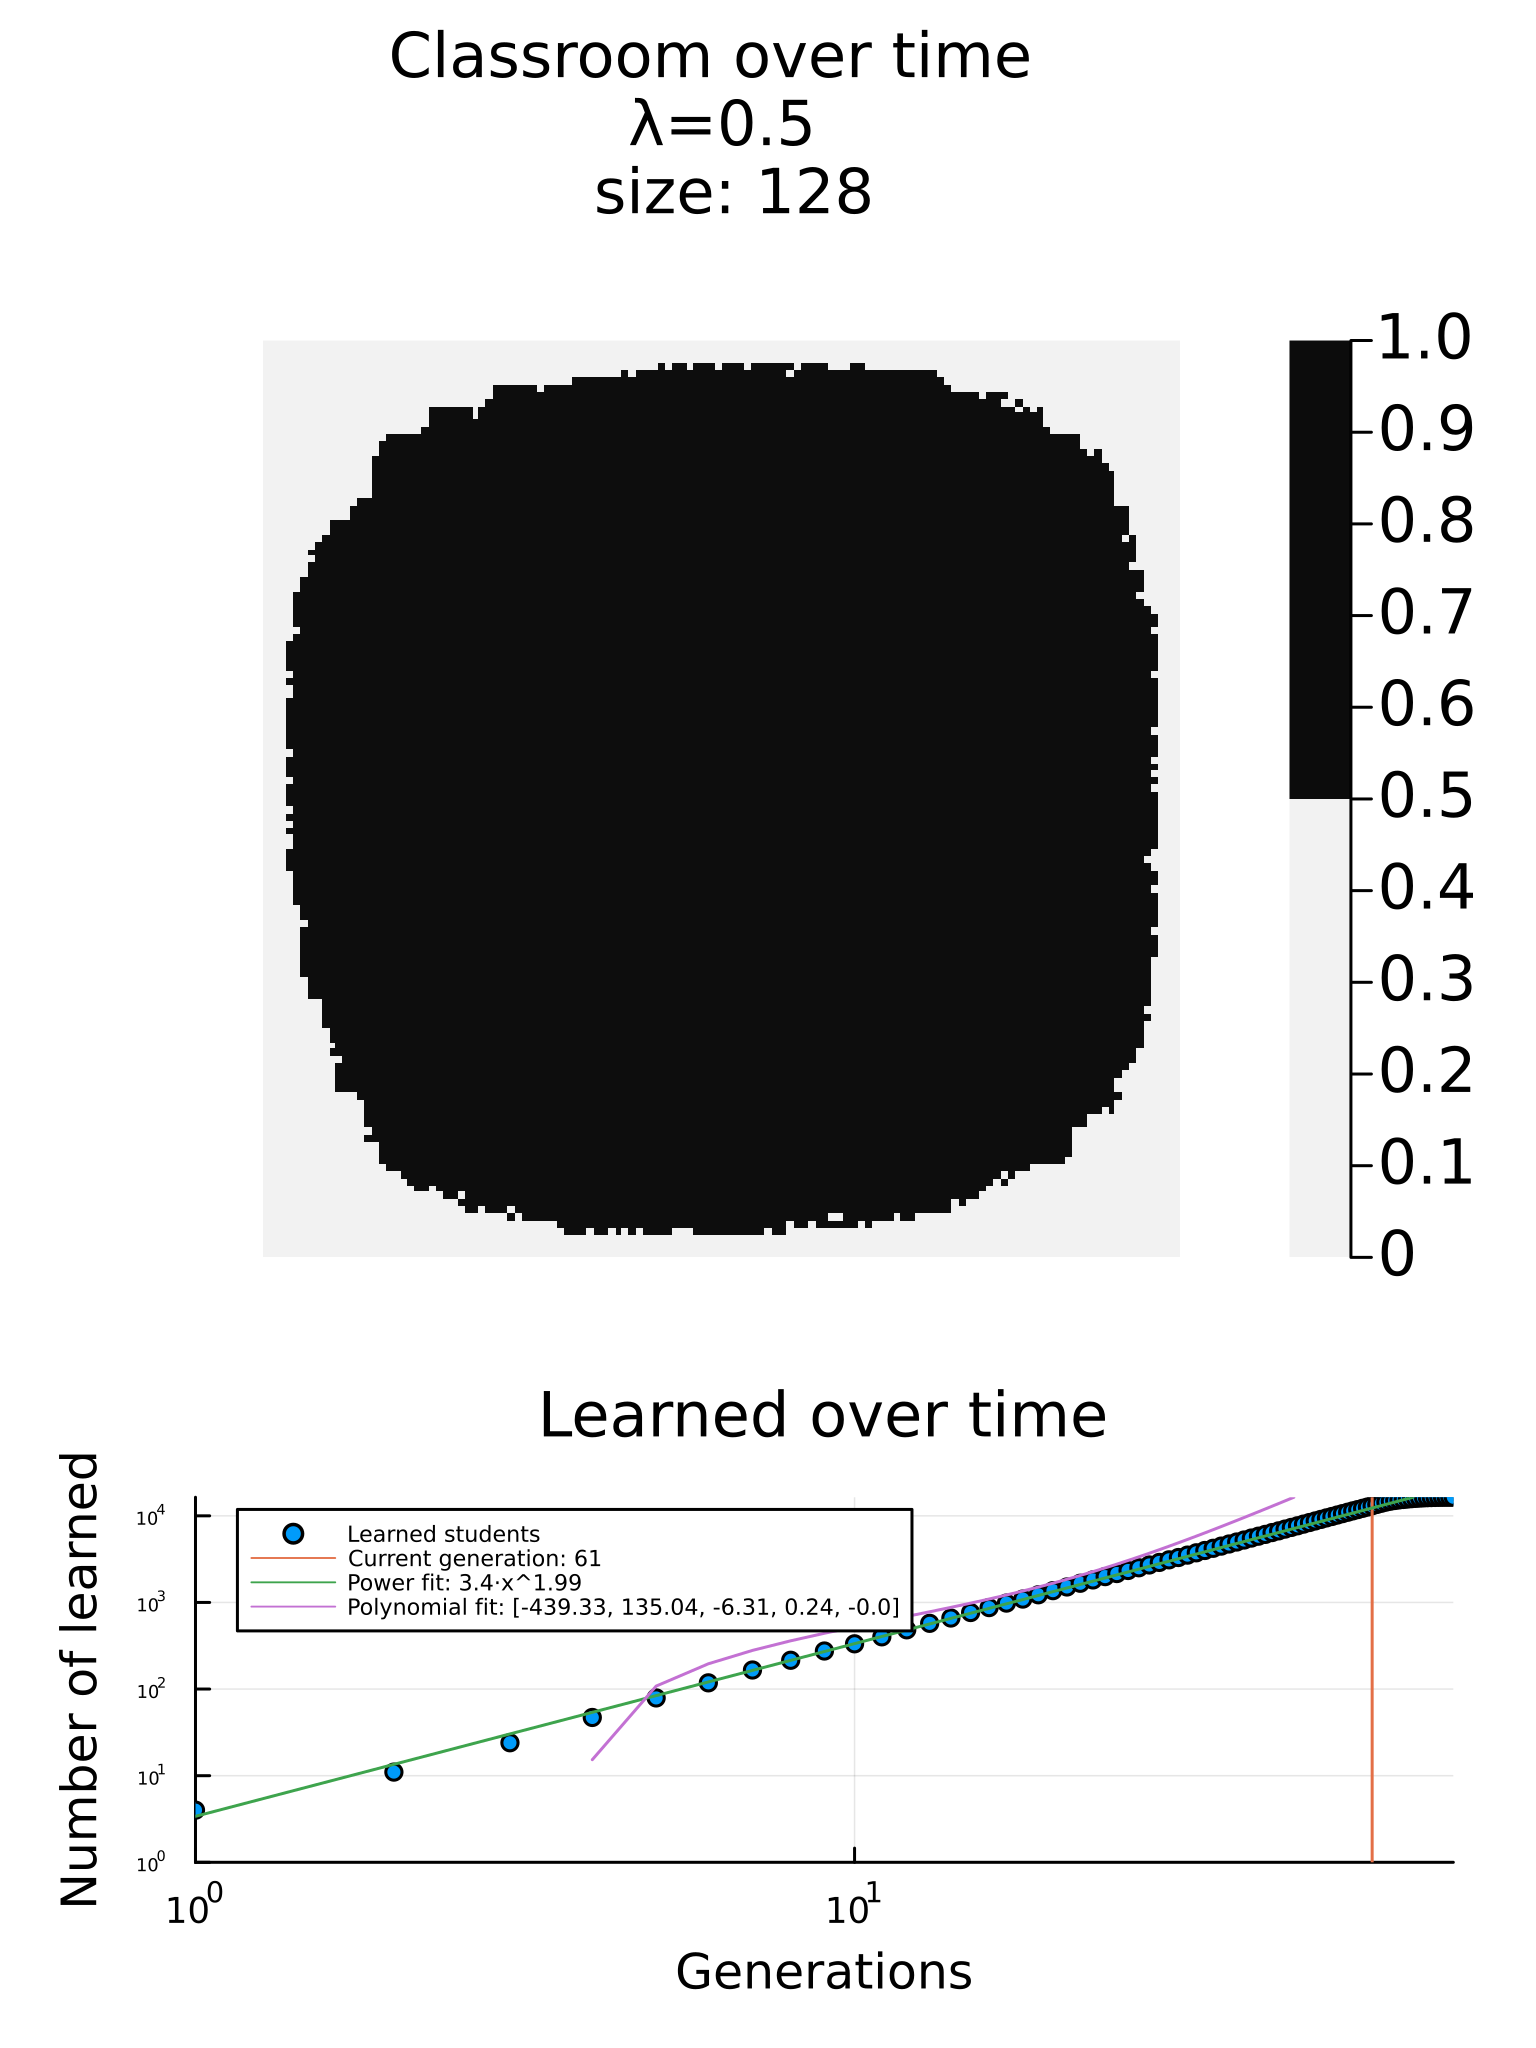 Classroom over time
λ=0.5
size: 128
1.0
0.9
0.8
0.7
0.6
0.5
0.4
0.3
0.2
0.1
0
Learned over time
Number of learned
10^4
10^3
10^2
10^1
10^0
Learned students
Current generation: 61
Power fit: 3.4·x^1.99
Polynomial fit: [-439.33, 135.04, -6.31, 0.24, -0.0]
10^0
10^1
Generations